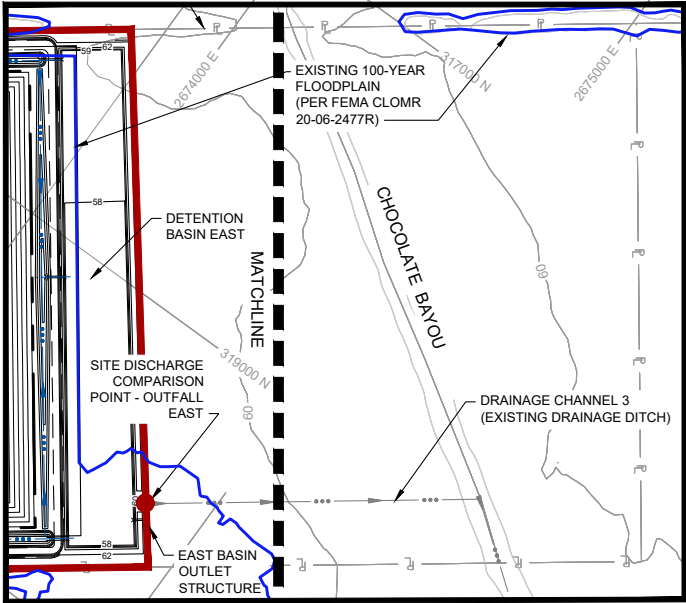 62
59
2674000 E
EXISTING 100-YEAR
FLOODPLAIN
(PER FEMA CLOMR
20-06-2477R)
317000 N
2675000 E
58
DETENTION
BASIN EAST
MATCHLINE
CHOCOLATE BAYOU
60
319000 N
SITE DISCHARGE
COMPARISON
POINT - OUTFALL
EAST
60
DRAINAGE CHANNEL 3
(EXISTING DRAINAGE DITCH)
60
58
62
EAST BASIN
OUTLET
STRUCTURE